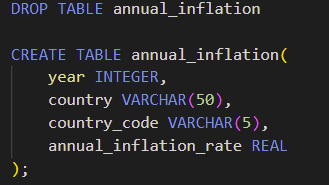 DROP TABLE annual_inflation
CREATE TABLE annual_inflation(
year INTEGER,
country VARCHAR(50),
country_code VARCHAR(5),
annual_inflation_rate REAL
);